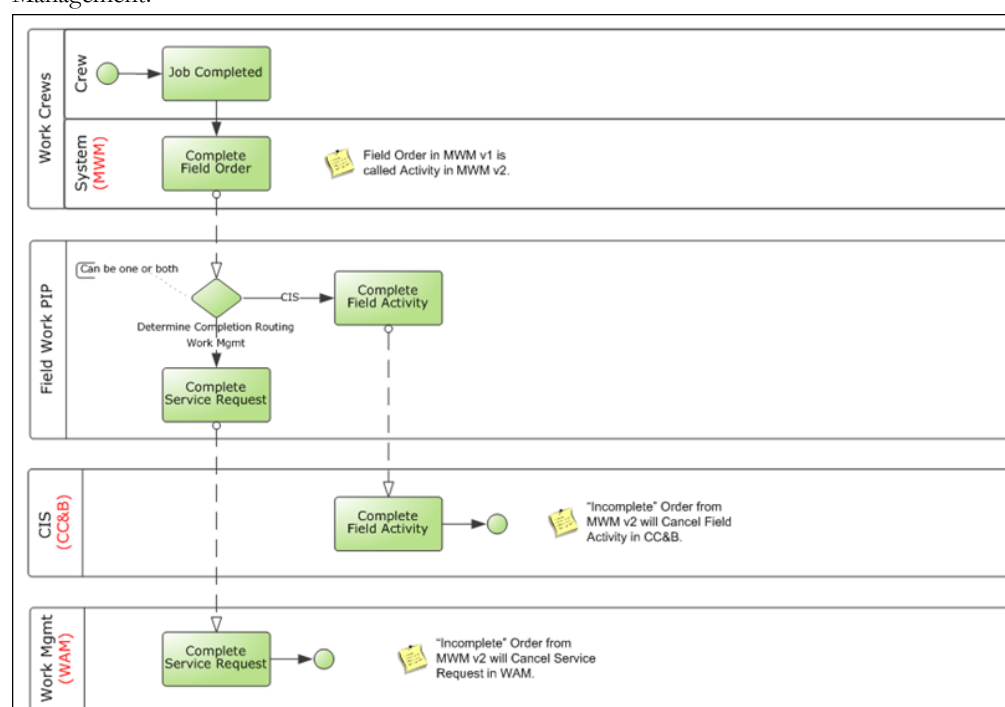 Management.
Work Crews
Crew
Job Completed
System
(MWM)
Complete
Field Order
Field Order in MWM v1 is
called Activity in MWM v2.
Field Work PIP
Can be one or both
CIS
Complete
Field Activity
Determine Completion Routing
Work Mgmt
Complete
Service Request
CIS
(CC&B)
Complete
Field Activity
"Incomplete" Order from
MWM v2 will Cancel Field
Activity in CC&B.
Work Mgmt
(WAM)
Complete
Service Request
"Incomplete" Order from
MWM v2 will Cancel Service
Request in WAM.